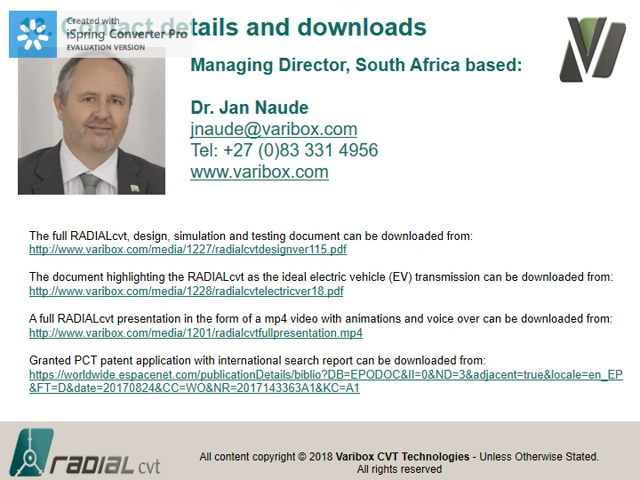 Created with
iSpring Converter Pro
EVALUATION VERSION
Contact details and downloads
Managing Director, South Africa based:
Dr. Jan Naude
jnaude@varibox.com
Tel: +27 (0)83 331 4956
www.varibox.com
The full RADIALcvt, design, simulation and testing document can be downloaded from:
http://www.varibox.com/media/1227/radialcvtdesignver115.pdf
The document highlighting the RADIALcvt as the ideal electric vehicle (EV) transmission can be downloaded from:
http://www.varibox.com/media/1228/radialcvtelectricver18.pdf
A full RADIALcvt presentation in the form of a mp4 video with animations and voice over can be downloaded from:
http://www.varibox.com/media/1201/radialcvtfullpresentation.mp4
Granted PCT patent application with international search report can be downloaded from:
https://worldwide.espacenet.com/publicationDetails/biblio?DB=EPODOC&II=0&ND=3&adjacent=true&locale=en_EP
&FT=D&date=20170824&CC=WO&NR=2017143363A1&KC=A1
RADIAL cvt
All content copyright © 2018 Varibox CVT Technologies - Unless Otherwise Stated.
All rights reserved